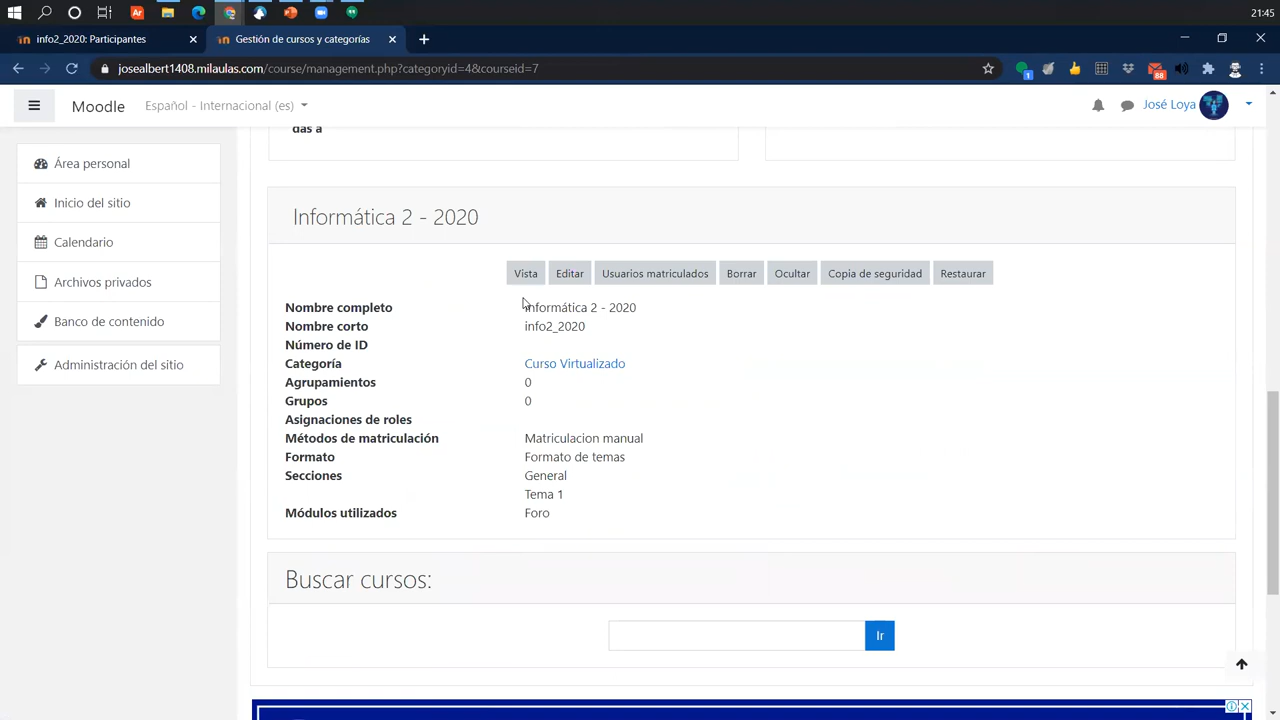 21:45
info2_2020: Participantes
Gestión de cursos y categorías
josealbert1408.milaulas.com/course/management.php?categoryid=4&courseid=7
1
68
Moodle
Español - Internacional (es)
José Loya
das a
Área personal
Inicio del sitio
Calendario
Archivos privados
Banco de contenido
Administración del sitio
Informática 2 - 2020
Vista Editar Usuarios matriculados Borrar Ocultar Copia de seguridad Restaurar
Nombre completo Informática 2 - 2020
Nombre corto info2_2020
Número de ID
Categoría Curso Virtualizado
Agrupamientos 0
Grupos 0
Asignaciones de roles
Métodos de matriculación Matriculacion manual
Formato Formato de temas
Secciones General
Tema 1
Módulos utilizados Foro
Buscar cursos:
Ir